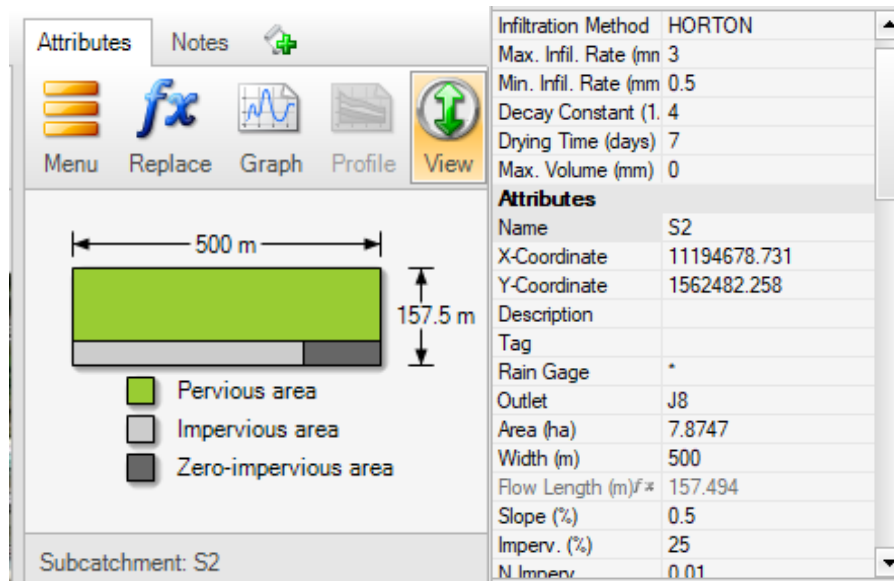 Attributes Notes
Menu Replace Graph Profile View
500 m
157.5 m
Pervious area
Impervious area
Zero-impervious area
Subcatchment: S2
Infiltration Method HORTON
Max. Infil. Rate (mm 3
Min. Infil. Rate (mm 0.5
Decay Constant (1. 4
Drying Time (days) 7
Max. Volume (mm) 0
Attributes
Name S2
X-Coordinate 11194678.731
Y-Coordinate 1562482.258
Description
Tag
Rain Gage *
Outlet J8
Area (ha) 7.8747
Width (m) 500
Flow Length (m) fx 157.494
Slope (%) 0.5
Imperv. (%) 25
N Imperv 0.01